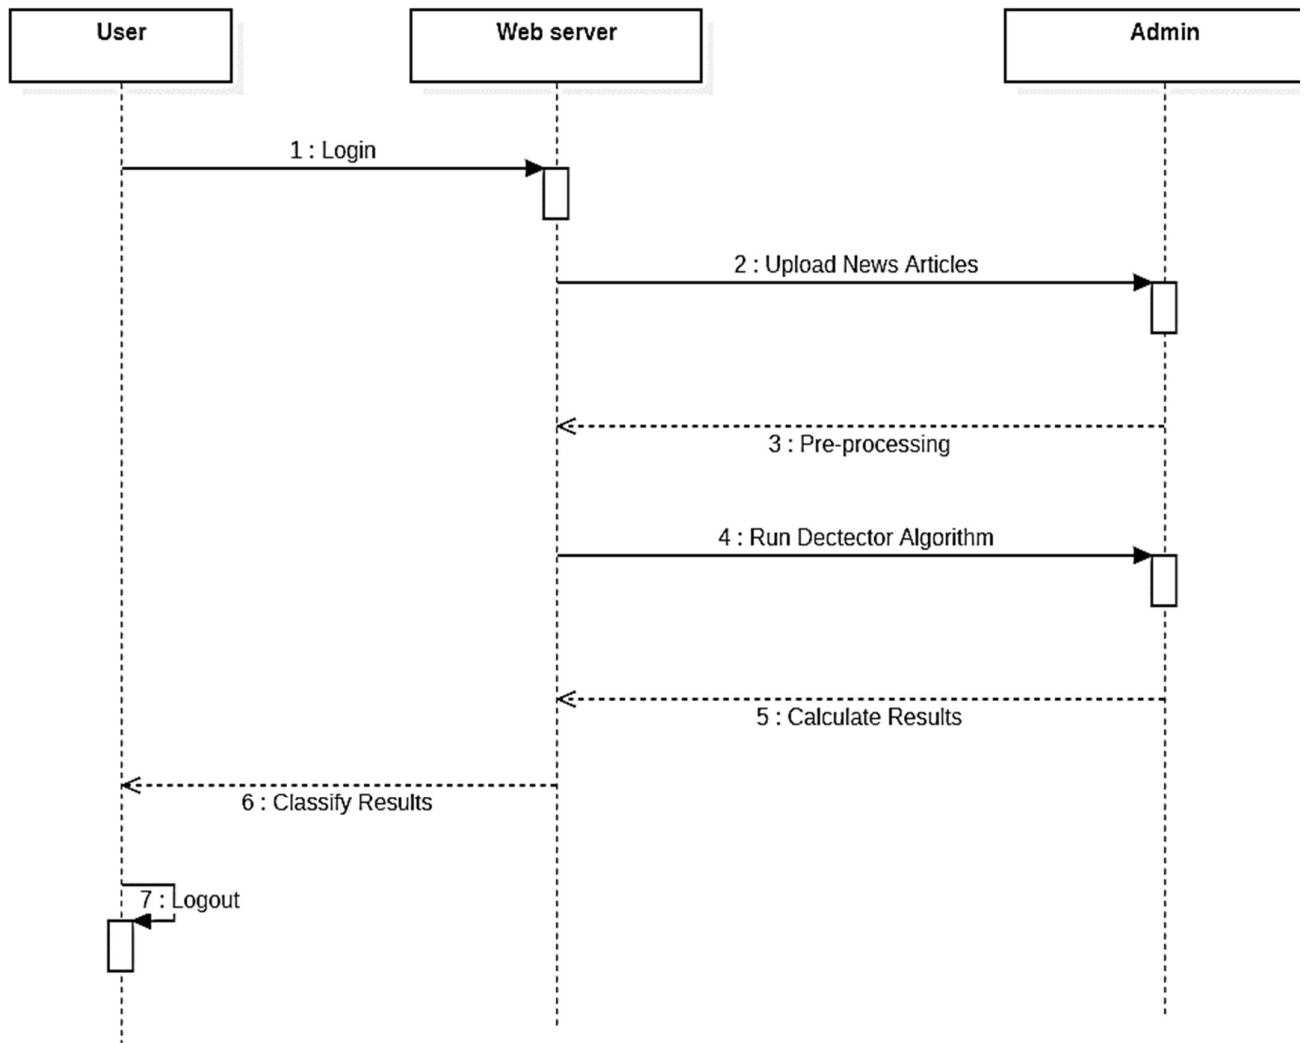 User
Web server
Admin
1 : Login
2 : Upload News Articles
3 : Pre-processing
4 : Run Dectector Algorithm
5 : Calculate Results
6 : Classify Results
7 : Logout